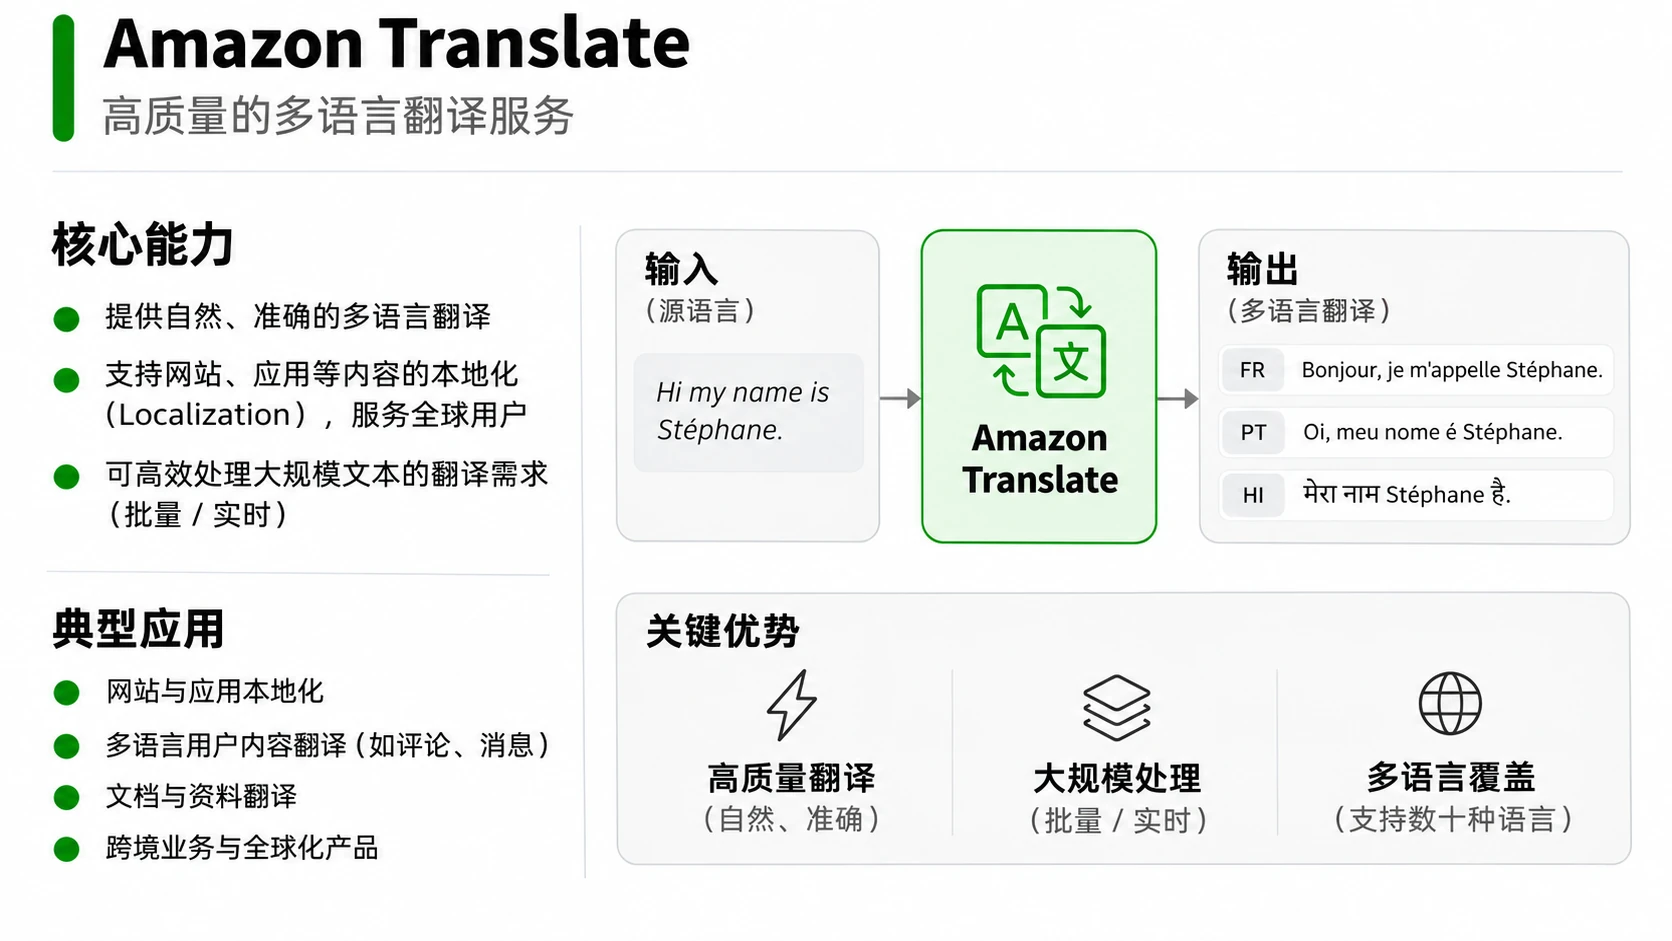 Amazon Translate
高质量的多语言翻译服务
核心能力
提供自然、准确的多语言翻译
支持网站、应用等内容的本地化
（Localization），服务全球用户
可高效处理大规模文本的翻译需求
（批量 / 实时）
典型应用
网站与应用本地化
多语言用户内容翻译（如评论、消息）
文档与资料翻译
跨境业务与全球化产品
输入
（源语言）
Hi my name is
Stéphane.
A
文
Amazon
Translate
输出
（多语言翻译）
FR Bonjour, je m'appelle Stéphane.
PT Oi, meu nome é Stéphane.
HI मेरा नाम Stéphane है.
关键优势
高质量翻译
（自然、准确）
大规模处理
（批量 / 实时）
多语言覆盖
（支持数十种语言）